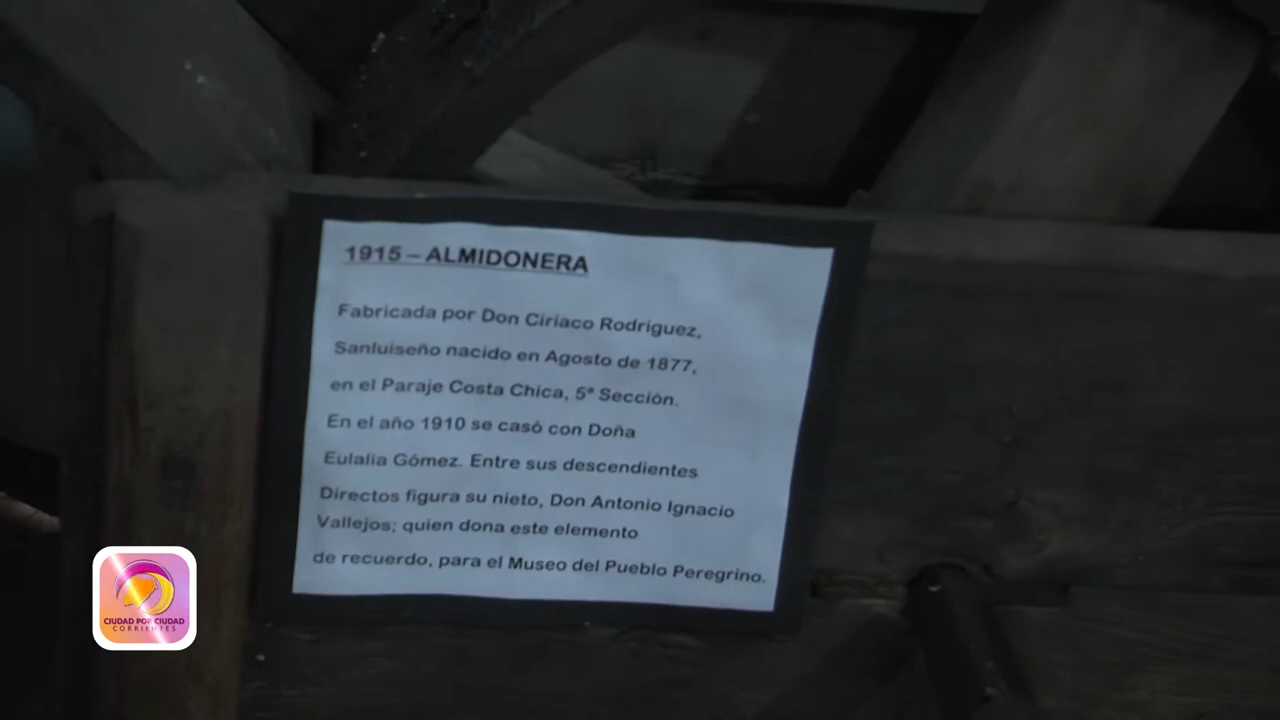 1915 – ALMIDONERA
Fabricada por Don Ciriaco Rodriguez,
Sanluiseño nacido en Agosto de 1877,
en el Paraje Costa Chica, 5ª Sección.
En el año 1910 se casó con Doña
Eulalia Gómez. Entre sus descendientes
Directos figura su nieto, Don Antonio Ignacio
Vallejos; quien dona este elemento
de recuerdo, para el Museo del Pueblo Peregrino.
CIUDAD POR CIUDAD
CORRIENTES